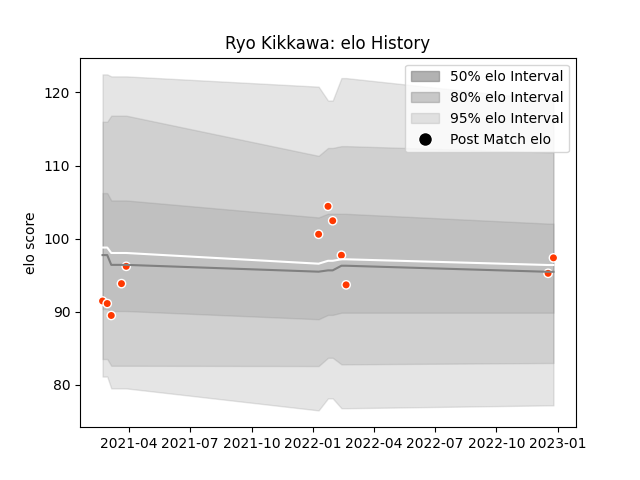 Ryo Kikkawa: elo History
50% elo Interval
80% elo Interval
95% elo Interval
Post Match elo
elo score
120
110
100
90
80
2021-04 2021-07 2021-10 2022-01 2022-04 2022-07 2022-10 2023-01